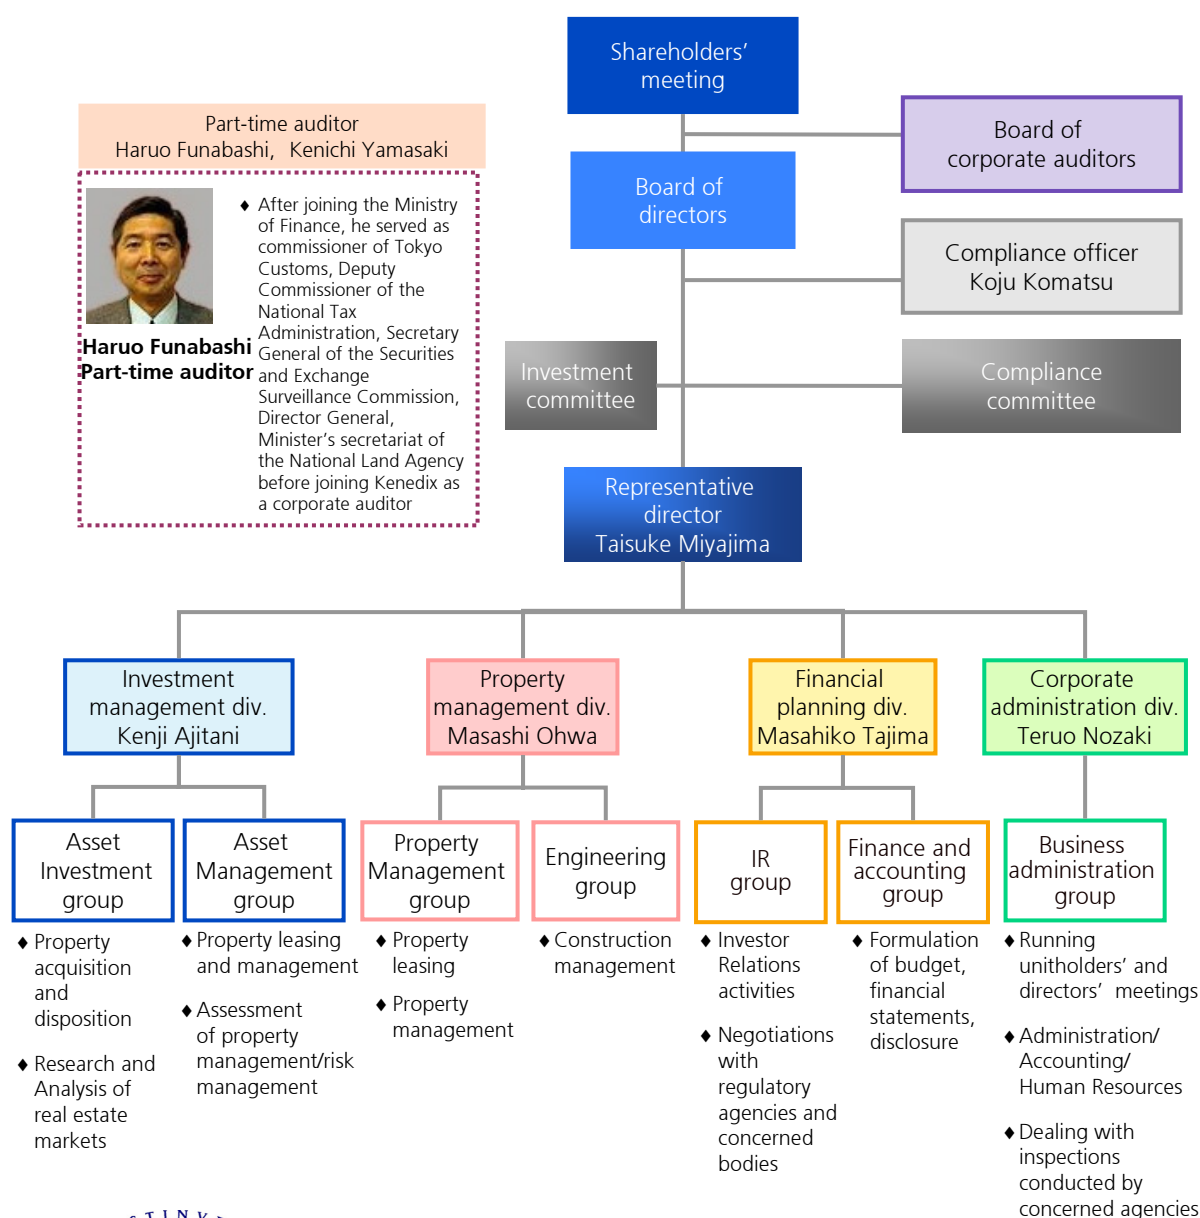 Shareholders’
meeting
Part-time auditor
Haruo Funabashi, Kenichi Yamasaki
Board of
corporate auditors
Board of
directors
Haruo Funabashi
Part-time auditor
♦ After joining the Ministry
of Finance, he served as
commissioner of Tokyo
Customs, Deputy
Commissioner of the
National Tax
Administration, Secretary
General of the Securities
and Exchange
Surveillance Commission,
Director General,
Minister’s secretariat of
the National Land Agency
before joining Kenedix as
a corporate auditor
Compliance officer
Koju Komatsu
Investment
committee
Compliance
committee
Representative
director
Taisuke Miyajima
Investment
management div.
Kenji Ajitani
Property
management div.
Masashi Ohwa
Financial
planning div.
Masahiko Tajima
Corporate
administration div.
Teruo Nozaki
Asset
Investment
group
Asset
Management
group
Property
Management
group
Engineering
group
IR
group
Finance and
accounting
group
Business
administration
group
♦ Property
acquisition
and
disposition
♦ Research and
Analysis of
real estate
markets
♦ Property leasing
and management
♦ Assessment
of property
management/risk
management
♦ Property
leasing
♦ Property
management
♦ Construction
management
♦ Investor
Relations
activities
♦ Negotiations
with
regulatory
agencies and
concerned
bodies
♦ Formulation
of budget,
financial
statements,
disclosure
♦ Running
unitholders’ and
directors’ meetings
♦ Administration/
Accounting/
Human Resources
♦ Dealing with
inspections
conducted by
concerned agencies